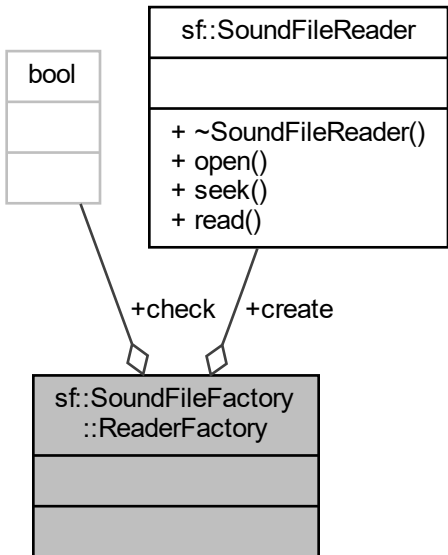 sf::SoundFileReader
bool
+ ~SoundFileReader()
+ open()
+ seek()
+ read()
+check
+create
sf::SoundFileFactory
::ReaderFactory